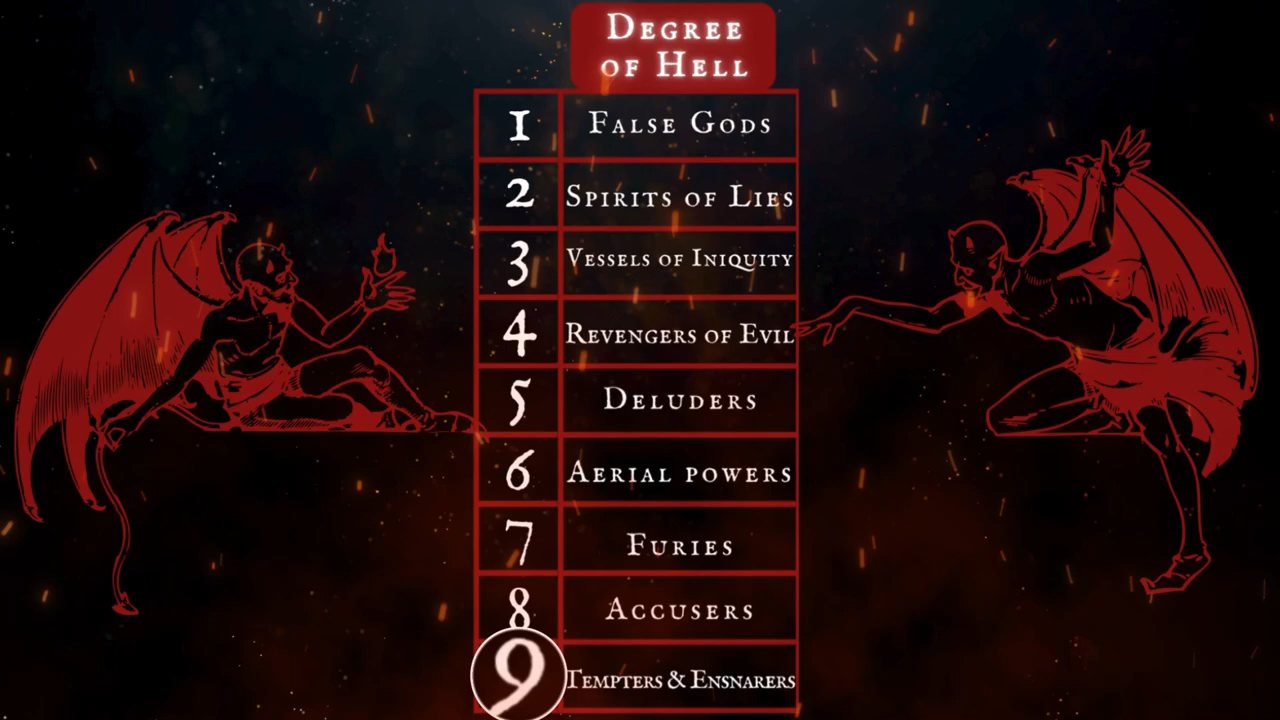 Degree
of Hell
1 False Gods
2 Spirits of Lies
3 Vessels of Iniquity
4 Revengers of Evil
5 Deluders
6 Aerial powers
7 Furies
8 Accusers
9 Tempters & Ensnarers